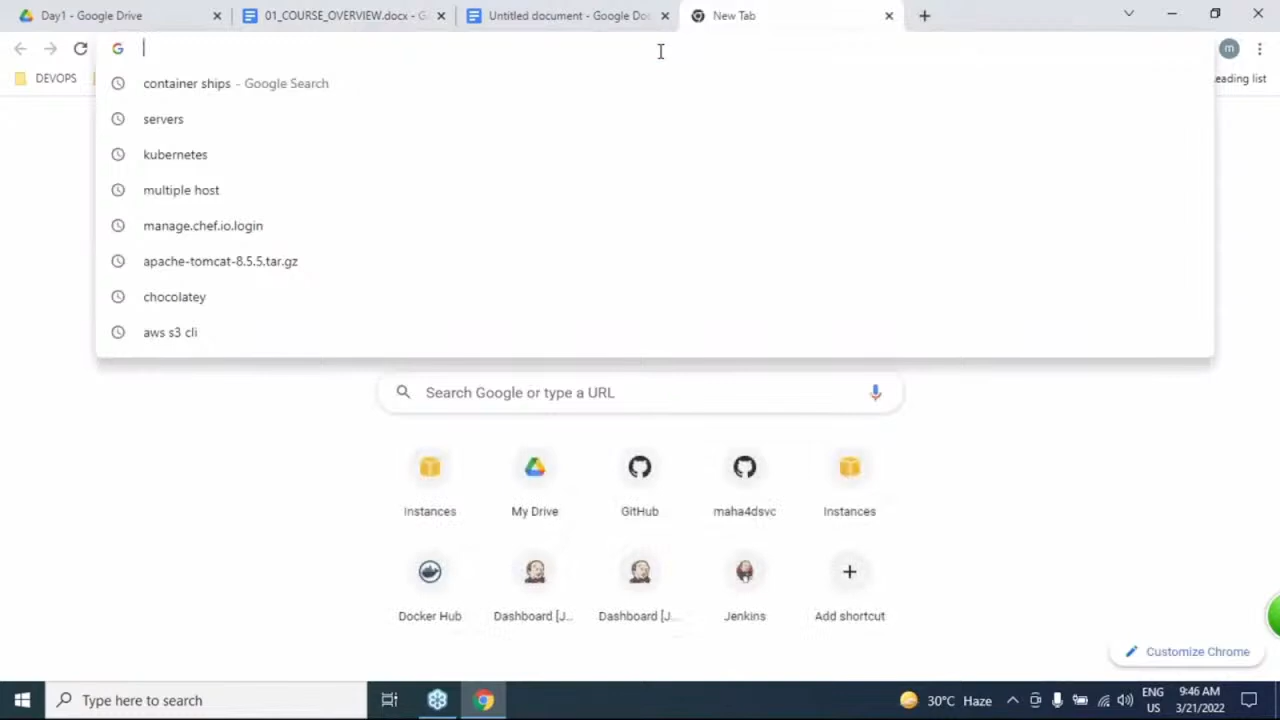 Day1 - Google Drive
01_COURSE_OVERVIEW.docx - G
Untitled document - Google Doc
New Tab
m
DEVOPS
eading list
container ships - Google Search
servers
kubernetes
multiple host
manage.chef.io.login
apache-tomcat-8.5.5.tar.gz
chocolatey
aws s3 cli
Search Google or type a URL
Instances
My Drive
GitHub
maha4dsvc
Instances
Docker Hub
Dashboard [J...
Dashboard [J...
Jenkins
Add shortcut
Customize Chrome
Type here to search
30°C Haze
ENG
US
9:46 AM
3/21/2022